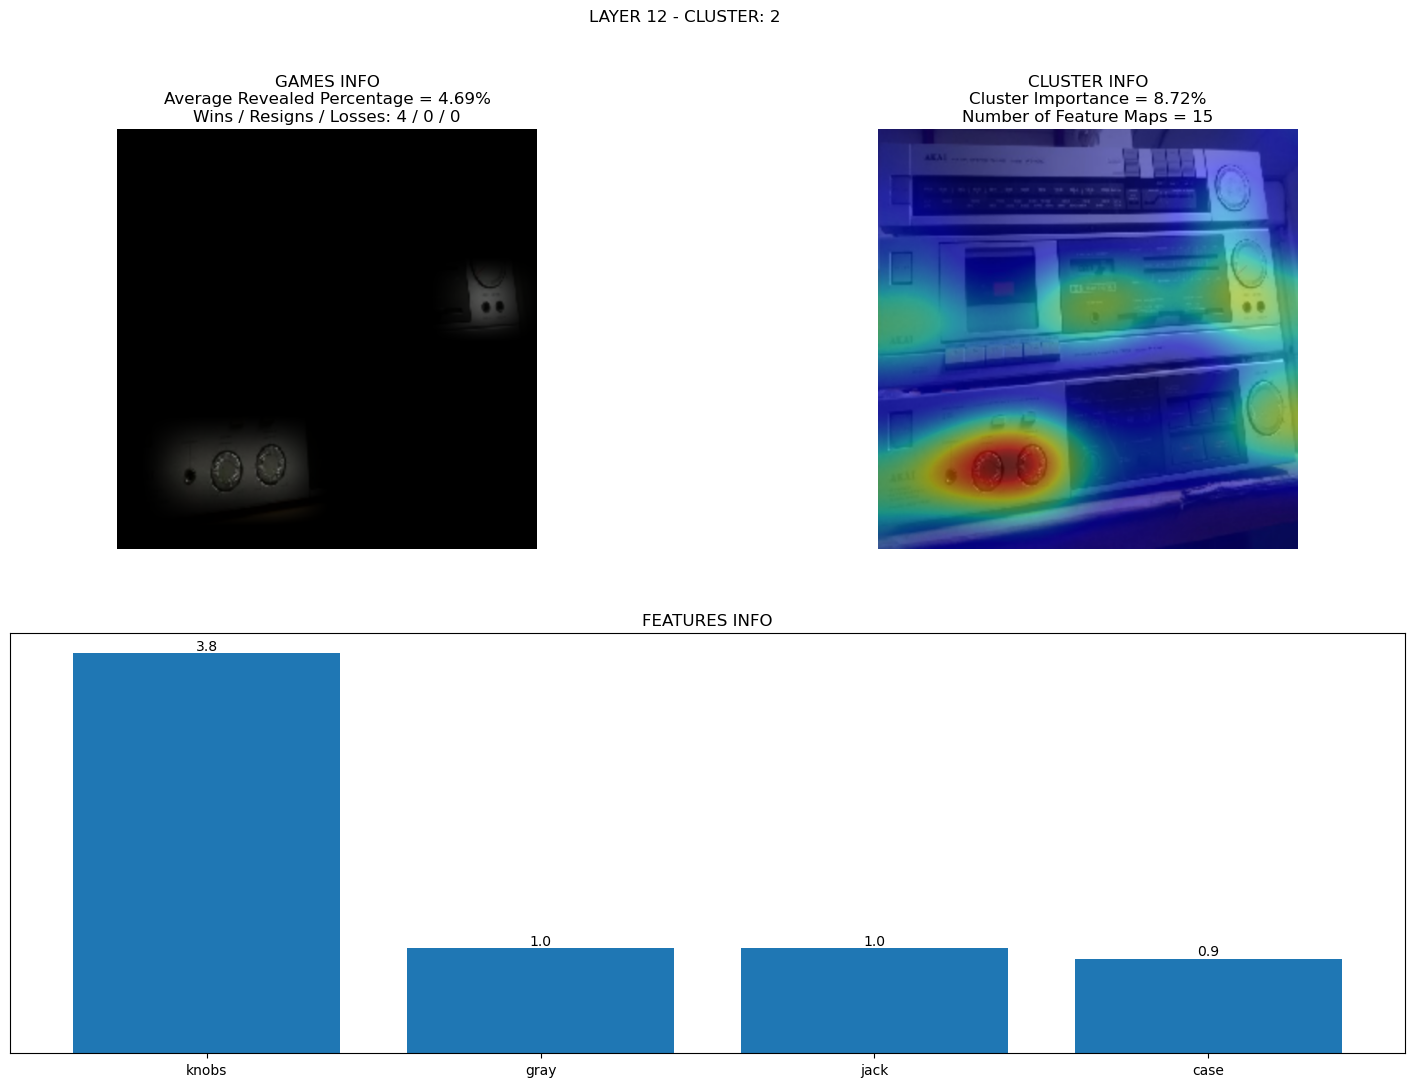 LAYER 12 - CLUSTER: 2
GAMES INFO
Average Revealed Percentage = 4.69%
Wins / Resigns / Losses: 4 / 0 / 0
CLUSTER INFO
Cluster Importance = 8.72%
Number of Feature Maps = 15
AKAI
FEATURES INFO
3.8
1.0
1.0
0.9
knobs
gray
jack
case